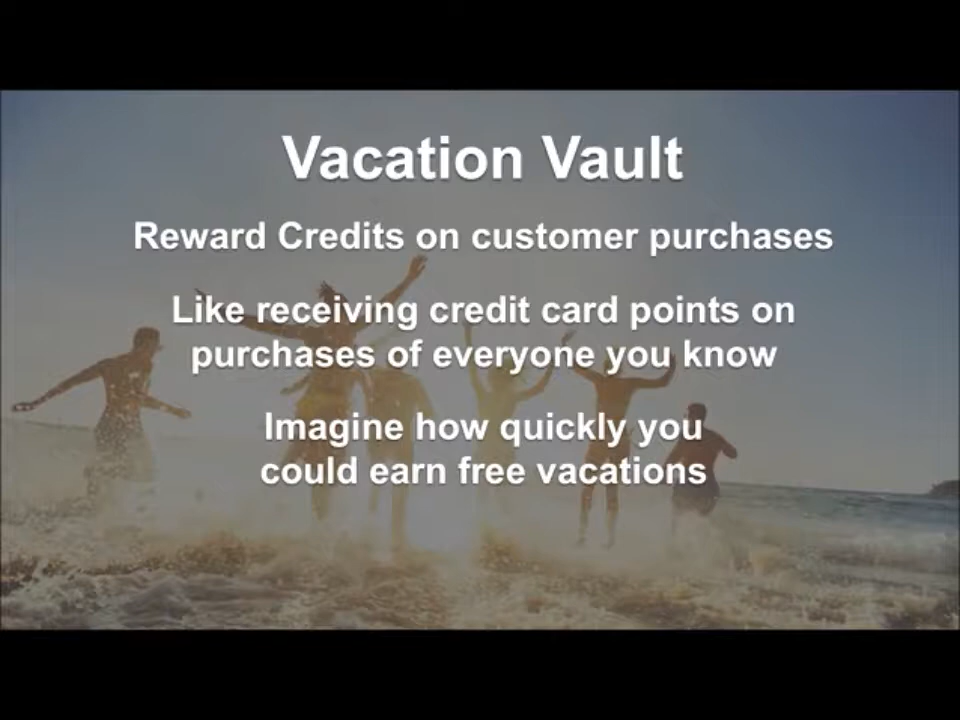 Vacation Vault
Reward Credits on customer purchases
Like receiving credit card points on
purchases of everyone you know
Imagine how quickly you
could earn free vacations